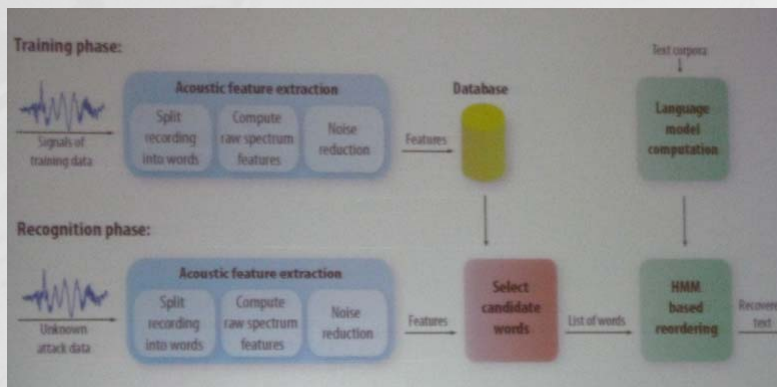 Training phase:
Text corpora
Acoustic feature extraction
Database
Split
recording
into words
Compute
raw spectrum
features
Noise
reduction
Language
model
computation
Signals of
training data
Features
Recognition phase:
Acoustic feature extraction
Split
recording
into words
Compute
raw spectrum
features
Noise
reduction
Select
candidate
words
HMM
based
reordering
Unknown
attack data
Features
List of words
Recovere
text